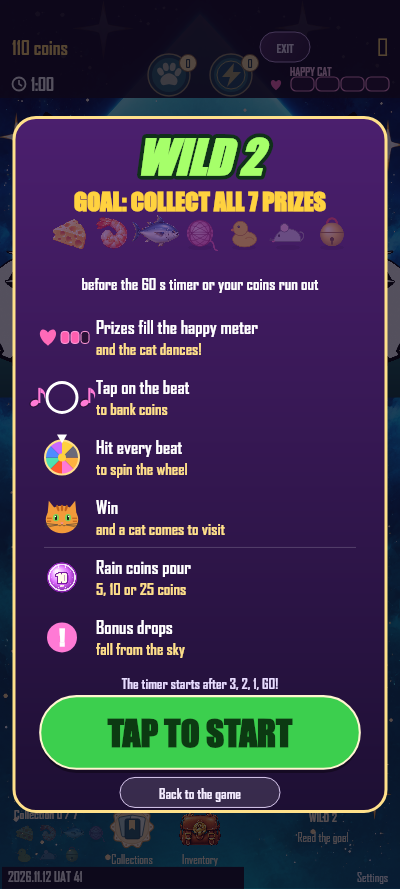 110 coins
0
0
EXIT
1:00
HAPPY CAT
WILD 2
GOAL: COLLECT ALL 7 PRIZES
before the 60 s timer or your coins run out
Prizes fill the happy meter
and the cat dances!
Tap on the beat
to bank coins
Hit every beat
to spin the wheel
Win
and a cat comes to visit
10
Rain coins pour
5, 10 or 25 coins
!
Bonus drops
fall from the sky
The timer starts after 3, 2, 1, GO!
TAP TO START
Back to the game
Collection 0 / 7
WILD 2
Read the goal
Collections
Inventory
2026.11.12 UAT 41
Settings